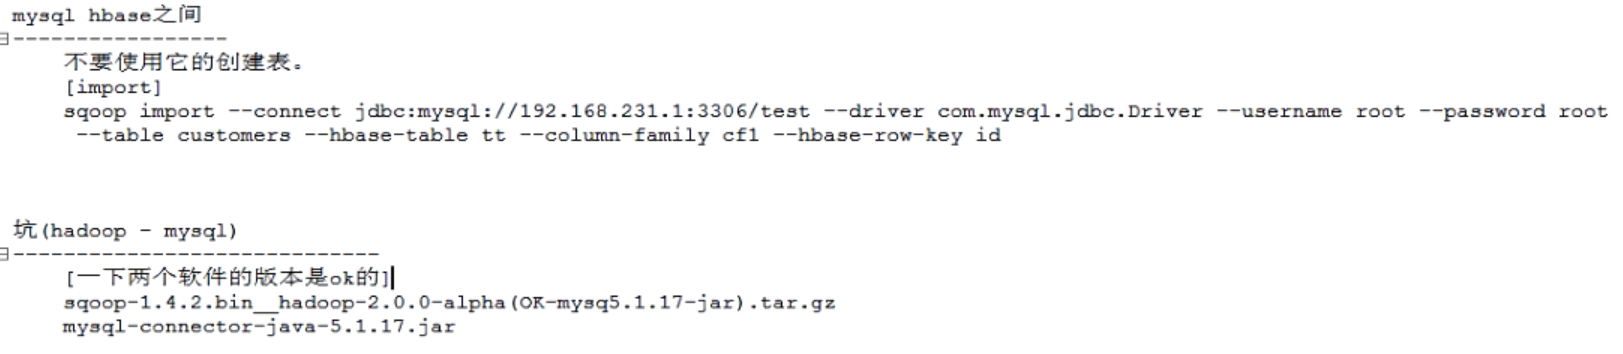 mysql hbase之间
-----------------
不要使用它的创建表。
[import]
sqoop import --connect jdbc:mysql://192.168.231.1:3306/test --driver com.mysql.jdbc.Driver --username root --password root
--table customers --hbase-table tt --column-family cf1 --hbase-row-key id
坑(hadoop - mysql)
-----------------------------
[一下两个软件的版本是ok的]
sqoop-1.4.2.bin__hadoop-2.0.0-alpha(OK-mysq5.1.17-jar).tar.gz
mysql-connector-java-5.1.17.jar